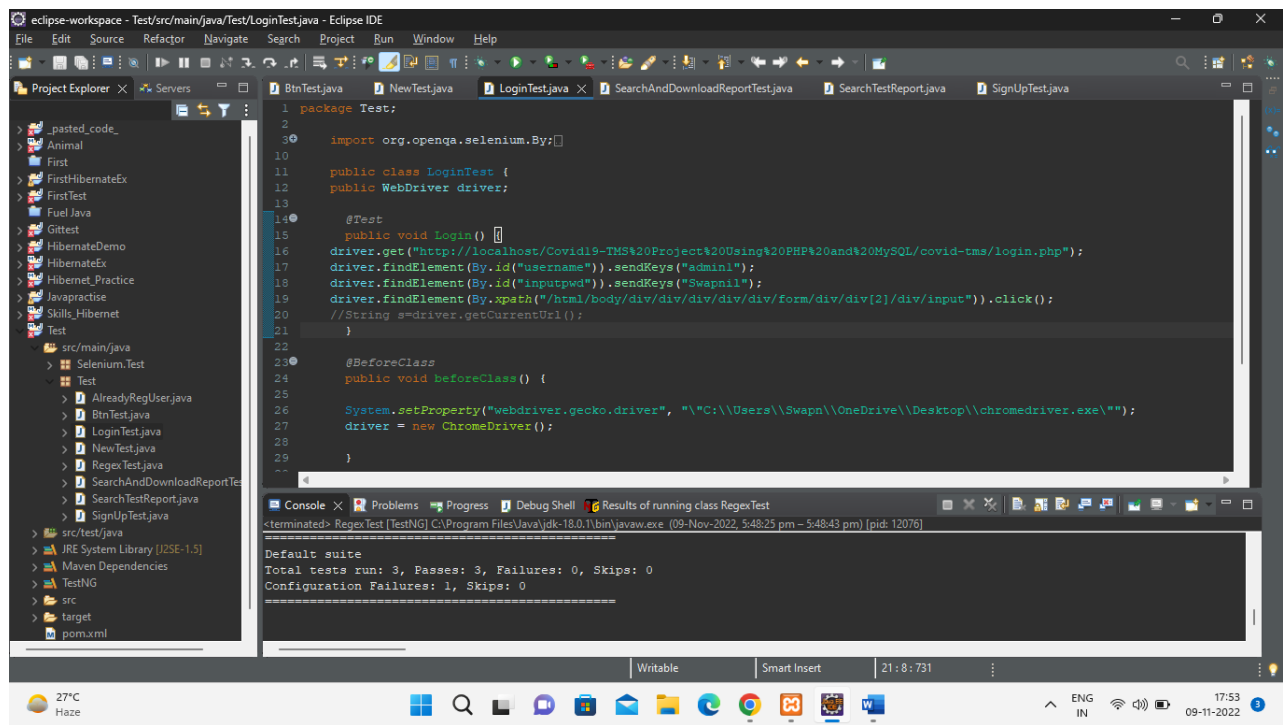 eclipse-workspace - Test/src/main/java/Test/LoginTest.java - Eclipse IDE
File Edit Source Refactor Navigate Search Project Run Window Help
Project Explorer Servers
BtnTest.java NewTest.java LoginTest.java SearchAndDownloadReportTest.java SearchTestReport.java SignUpTest.java
_pasted_code_
Animal
First
FirstHibernateEx
FirstTest
Fuel Java
Gittest
HibernateDemo
HibernateEx
Hibernet_Practice
Javapractise
Skills_Hibernet
Test
src/main/java
Selenium.Test
Test
AlreadyRegUser.java
BtnTest.java
LoginTest.java
NewTest.java
RegexTest.java
SearchAndDownloadReportTes
SearchTestReport.java
SignUpTest.java
src/test/java
JRE System Library [J2SE-1.5]
Maven Dependencies
TestNG
src
target
pom.xml
1 package Test;
2
3 import org.openqa.selenium.By;
10
11 public class LoginTest {
12 public WebDriver driver;
13
14 @Test
15 public void Login() {
16 driver.get("http://localhost/Covid19-TMS%20Project%20Using%20PHP%20and%20MySQL/covid-tms/login.php");
17 driver.findElement(By.id("username")).sendKeys("admin1");
18 driver.findElement(By.id("inputpwd")).sendKeys("Swapnil");
19 driver.findElement(By.xpath("/html/body/div/div/div/div/div/form/div/div[2]/div/input")).click();
20 //String s=driver.getCurrentUrl();
21 }
22
23 @BeforeClass
24 public void beforeClass() {
25
26 System.setProperty("webdriver.gecko.driver", "\"C:\\Users\\Swapn\\OneDrive\\Desktop\\chromedriver.exe\"");
27 driver = new ChromeDriver();
28
29 }
Console Problems Progress Debug Shell Results of running class RegexTest
<terminated> RegexTest [TestNG] C:\Program Files\Java\jdk-18.0.1\bin\javaw.exe (09-Nov-2022, 5:48:25 pm – 5:48:43 pm) [pid: 12076]
===============================================
Default suite
Total tests run: 3, Passes: 3, Failures: 0, Skips: 0
Configuration Failures: 1, Skips: 0
===============================================
Writable Smart Insert 21 : 8 : 731
27°C
Haze
ENG
IN
17:53
09-11-2022
3